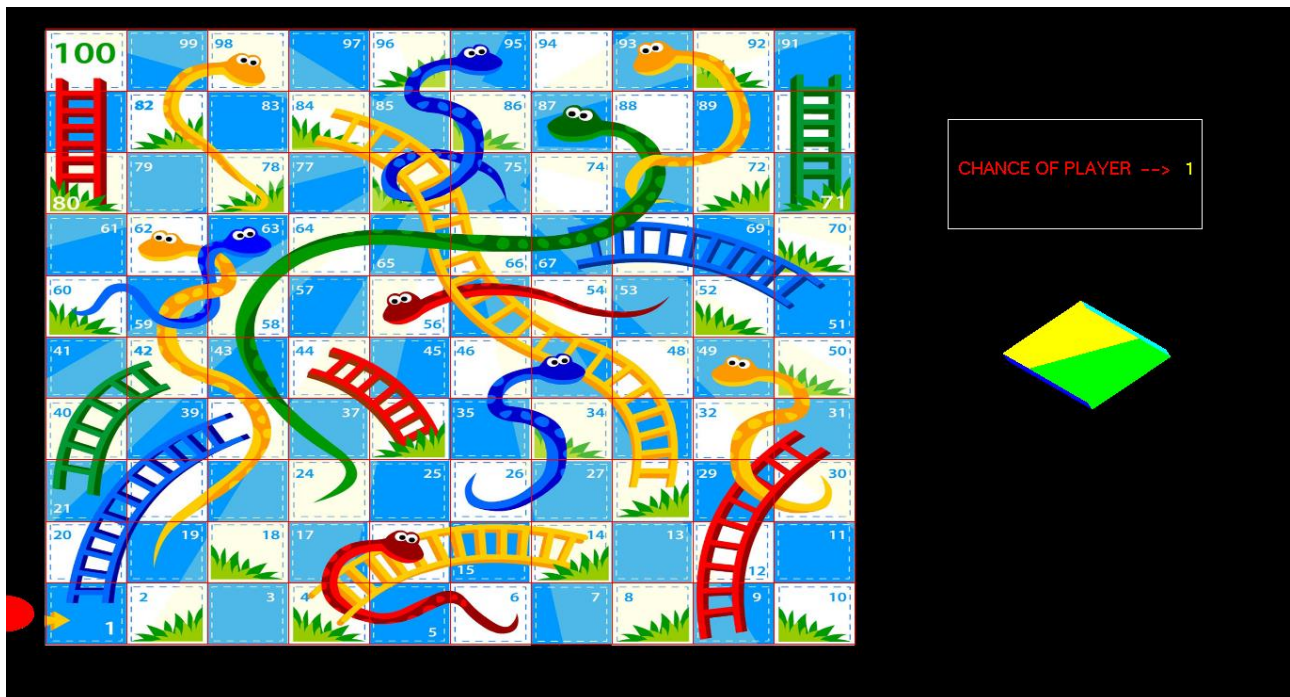 100 99 98 97 96 95 94 93 92 91
82 83 84 85 86 87 88 89
80 79 78 77 75 74 72 71
61 62 63 64 65 66 67 69 70
60 59 58 57 56 54 53 52 51
41 42 43 44 45 46 48 49 50
40 39 37 35 34 32 31
21 24 25 26 27 29 30
20 19 18 17 15 14 13 12 11
1 2 3 4 5 6 7 8 9 10
CHANCE OF PLAYER --> 1